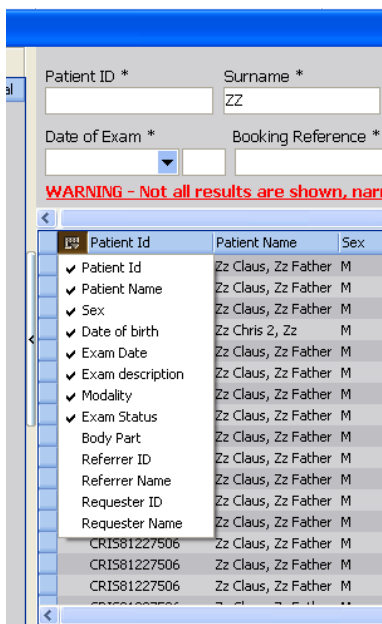 al
Patient ID * Surname *
ZZ
Date of Exam * Booking Reference *
WARNING - Not all results are shown, nar
Patient Id Patient Name Sex
Patient Id Zz Claus, Zz Father M
Patient Name Zz Claus, Zz Father M
Sex Zz Claus, Zz Father M
Date of birth Zz Chris 2, Zz M
Exam Date Zz Claus, Zz Father M
Exam description Zz Claus, Zz Father M
Modality Zz Claus, Zz Father M
Exam Status Zz Claus, Zz Father M
Body Part Zz Claus, Zz Father M
Referrer ID Zz Claus, Zz Father M
Referrer Name Zz Claus, Zz Father M
Requester ID Zz Claus, Zz Father M
Requester Name Zz Claus, Zz Father M
CRIS81227506 Zz Claus, Zz Father M
CRIS81227506 Zz Claus, Zz Father M
CRIS81227506 Zz Claus, Zz Father M